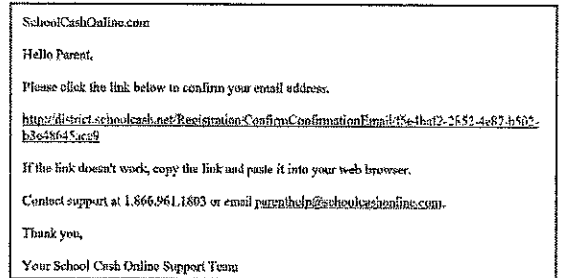 SchoolCashOnline.com
Hello Parent,
Please click the link below to confirm your email address.
http://district.schoolcash.net/Registration/ConfirmConfirmationEmail/
If the link doesn't work, copy the link and paste it into your web browser.
Contact support at 1.866.961.1803 or email parenthelp@schoolcashonline.com.
Thank you,
Your School Cash Online Support Team